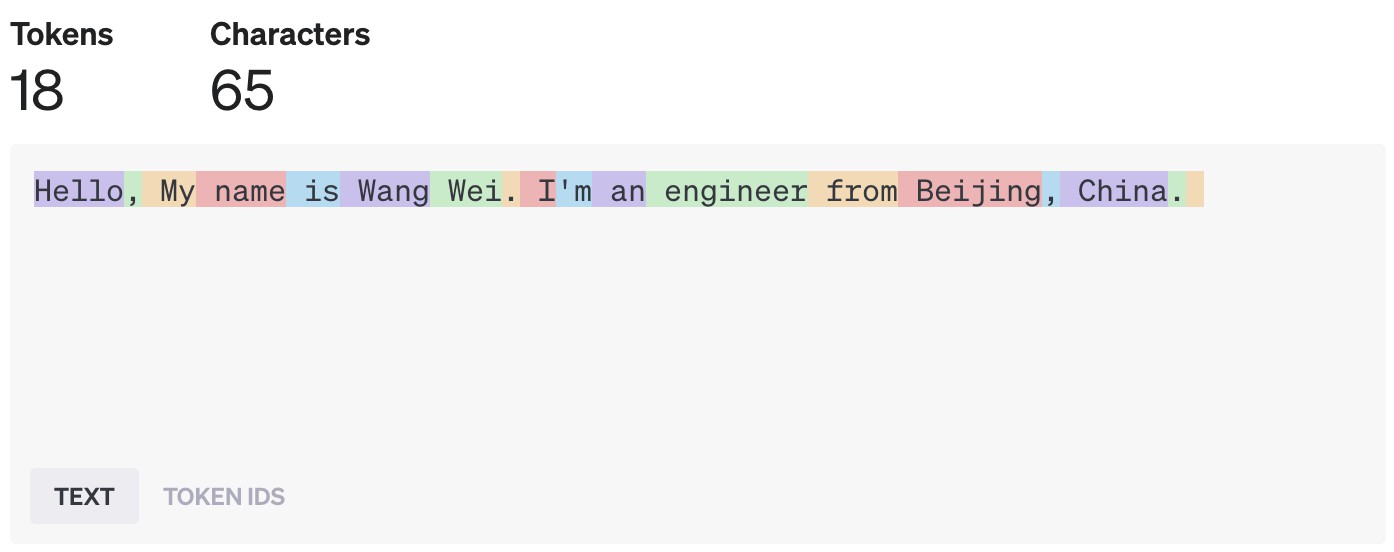 Tokens Characters
18 65
Hello, My name is Wang Wei. I'm an engineer from Beijing, China.
TEXT TOKEN IDS